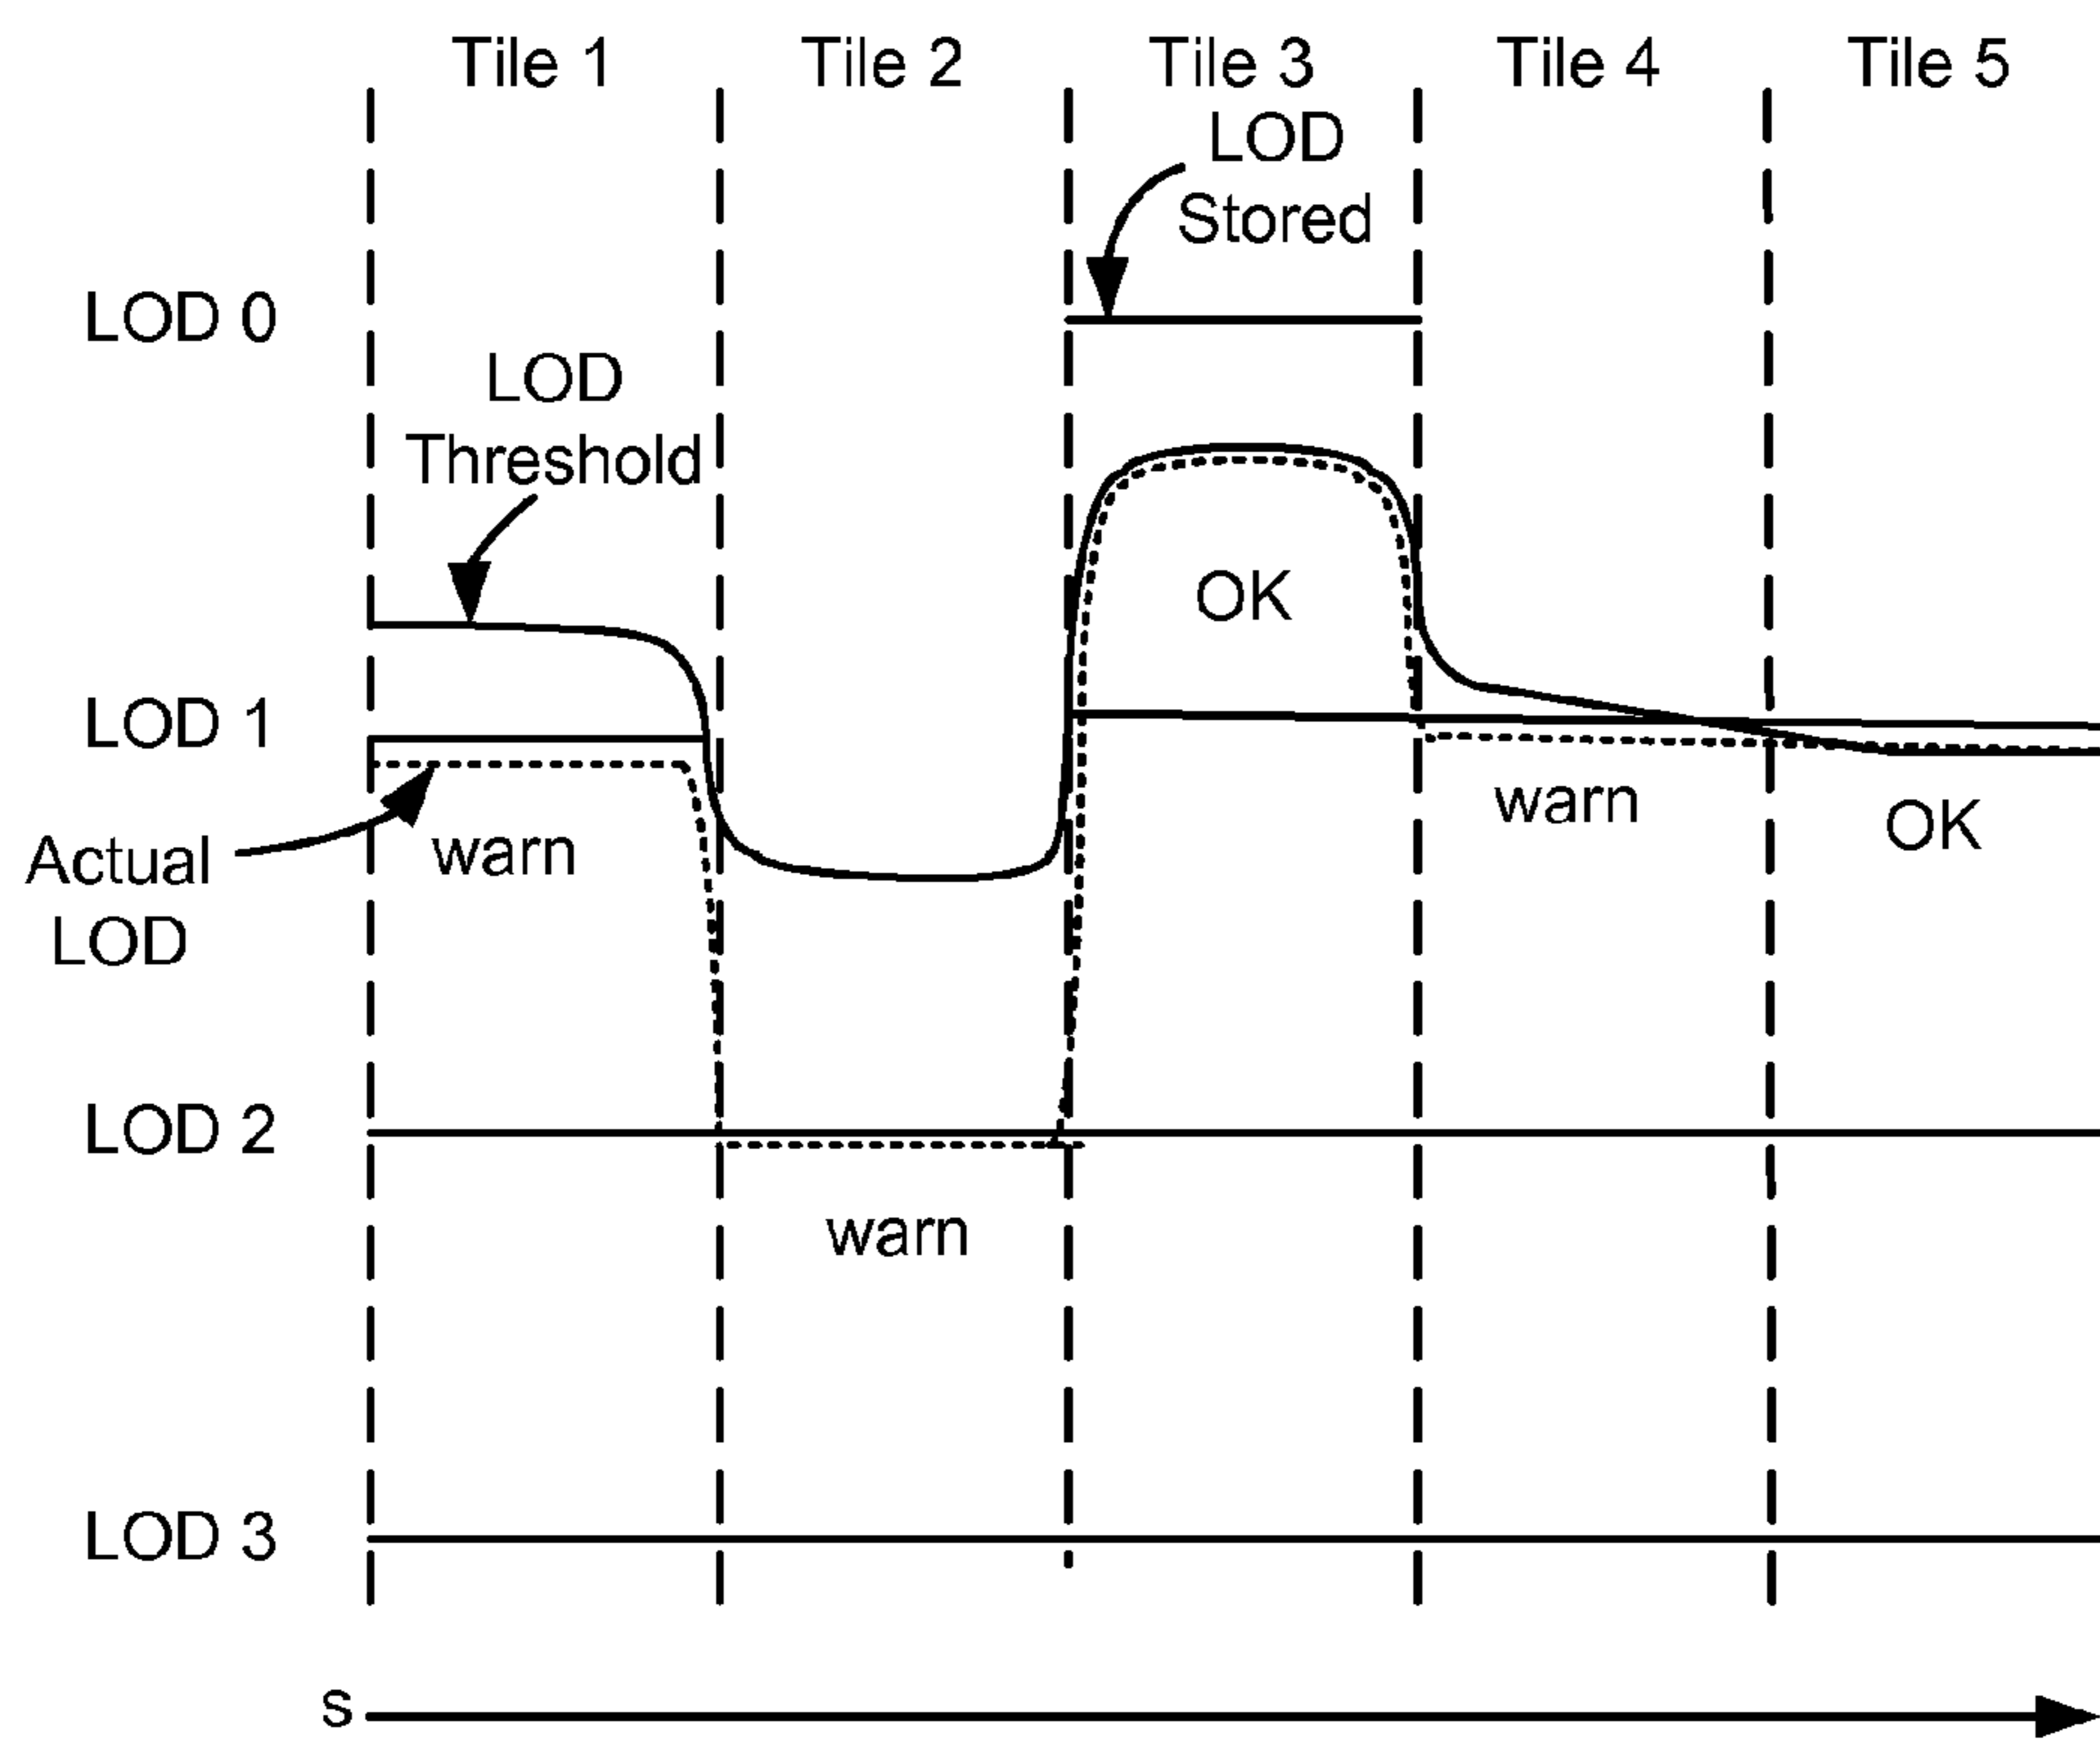 Tile 1 Tile 2 Tile 3 Tile 4 Tile 5
LOD
Stored
LOD 0
LOD
Threshold
OK
LOD 1
warn
OK
Actual
LOD
warn
LOD 2
warn
LOD 3
s